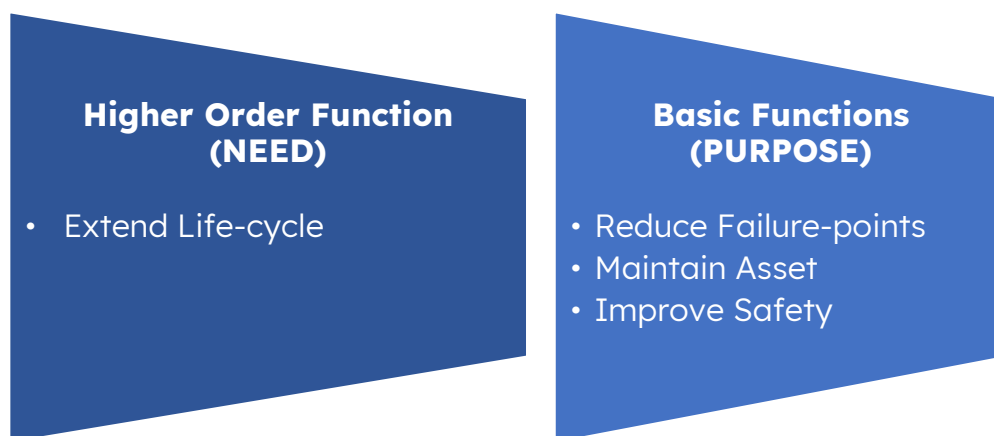 Higher Order Function
(NEED)
• Extend Life-cycle
Basic Functions
(PURPOSE)
• Reduce Failure-points
• Maintain Asset
• Improve Safety